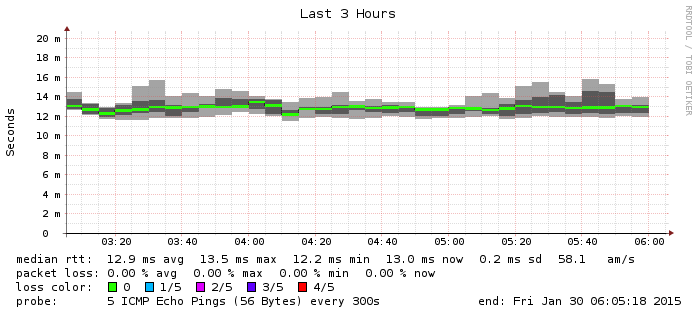 Last 3 Hours
RRDTOOL / TOBI OETIKER
Seconds
20 m
18 m
16 m
14 m
12 m
10 m
8 m
6 m
4 m
2 m
0
03:20 03:40 04:00 04:20 04:40 05:00 05:20 05:40 06:00
median rtt: 12.9 ms avg 13.5 ms max 12.2 ms min 13.0 ms now 0.2 ms sd 58.1 am/s
packet loss: 0.00 % avg 0.00 % max 0.00 % min 0.00 % now
loss color: 0 1/5 2/5 3/5 4/5
probe: 5 ICMP Echo Pings (56 Bytes) every 300s end: Fri Jan 30 06:05:18 2015